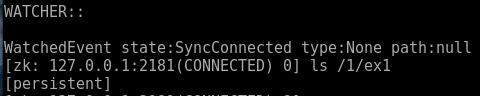 WATCHER::
WatchedEvent state:SyncConnected type:None path:null
[zk: 127.0.0.1:2181(CONNECTED) 0] ls /1/ex1
[persistent]